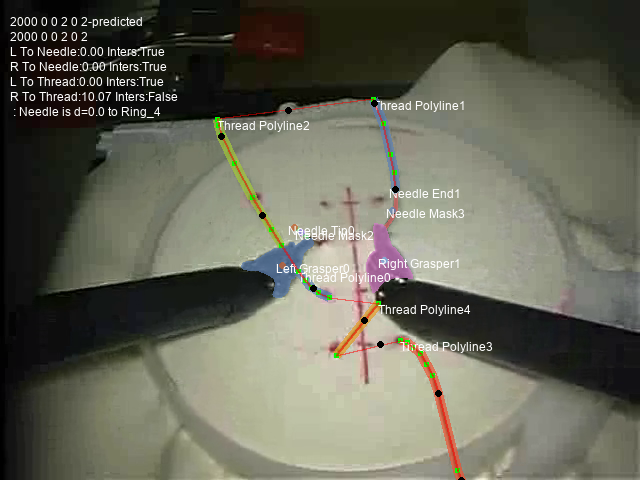 2000 0 0 2 0 2-predicted
2000 0 0 2 0 2
L To Needle:0.00 Inters:True
R To Needle:0.00 Inters:True
L To Thread:0.00 Inters:True
R To Thread:10.07 Inters:False
: Needle is d=0.0 to Ring_4
Thread Polyline1
Thread Polyline2
Needle End1
Needle Mask3
Needle Tip0
Needle Mask2
Right Grasper1
Left Grasper0
Thread Polyline0
Thread Polyline4
Thread Polyline3